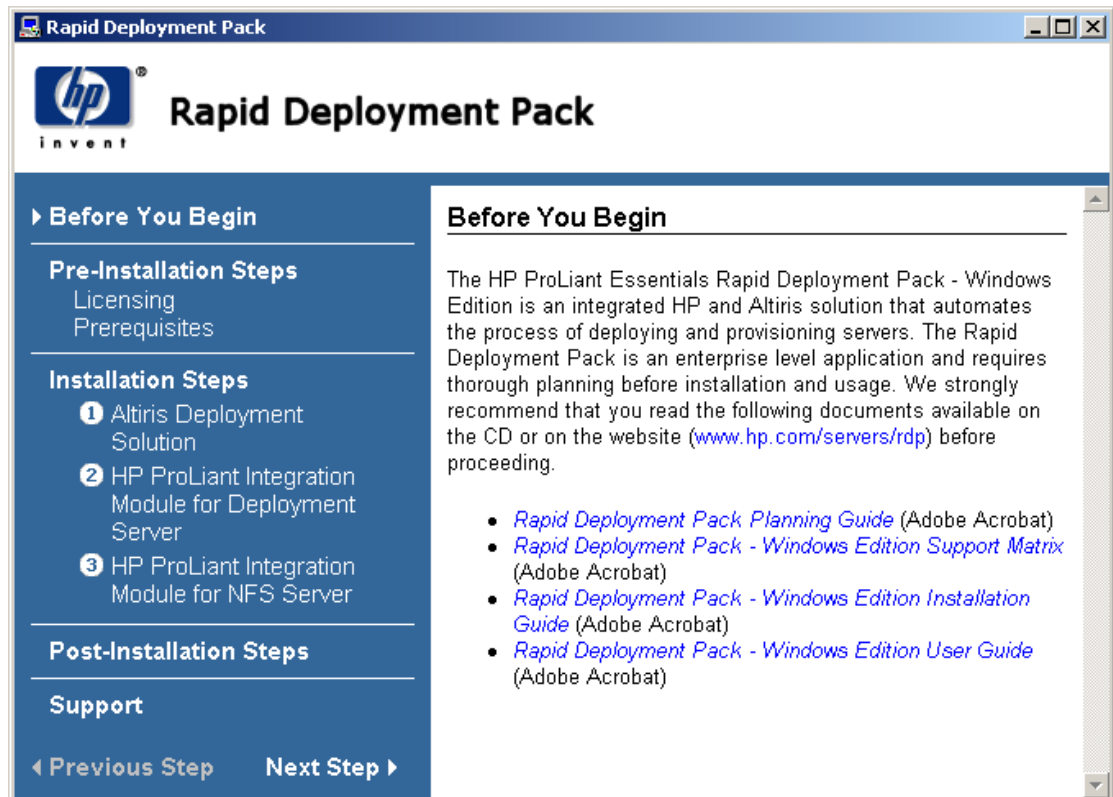 Rapid Deployment Pack
hp
®
invent
Rapid Deployment Pack
Before You Begin
Pre-Installation Steps
Licensing
Prerequisites
Installation Steps
1 Altiris Deployment
Solution
2 HP ProLiant Integration
Module for Deployment
Server
3 HP ProLiant Integration
Module for NFS Server
Post-Installation Steps
Support
Previous Step Next Step
Before You Begin
The HP ProLiant Essentials Rapid Deployment Pack - Windows
Edition is an integrated HP and Altiris solution that automates
the process of deploying and provisioning servers. The Rapid
Deployment Pack is an enterprise level application and requires
thorough planning before installation and usage. We strongly
recommend that you read the following documents available on
the CD or on the website (www.hp.com/servers/rdp) before
proceeding.
• Rapid Deployment Pack Planning Guide (Adobe Acrobat)
• Rapid Deployment Pack - Windows Edition Support Matrix
(Adobe Acrobat)
• Rapid Deployment Pack - Windows Edition Installation
Guide (Adobe Acrobat)
• Rapid Deployment Pack - Windows Edition User Guide
(Adobe Acrobat)